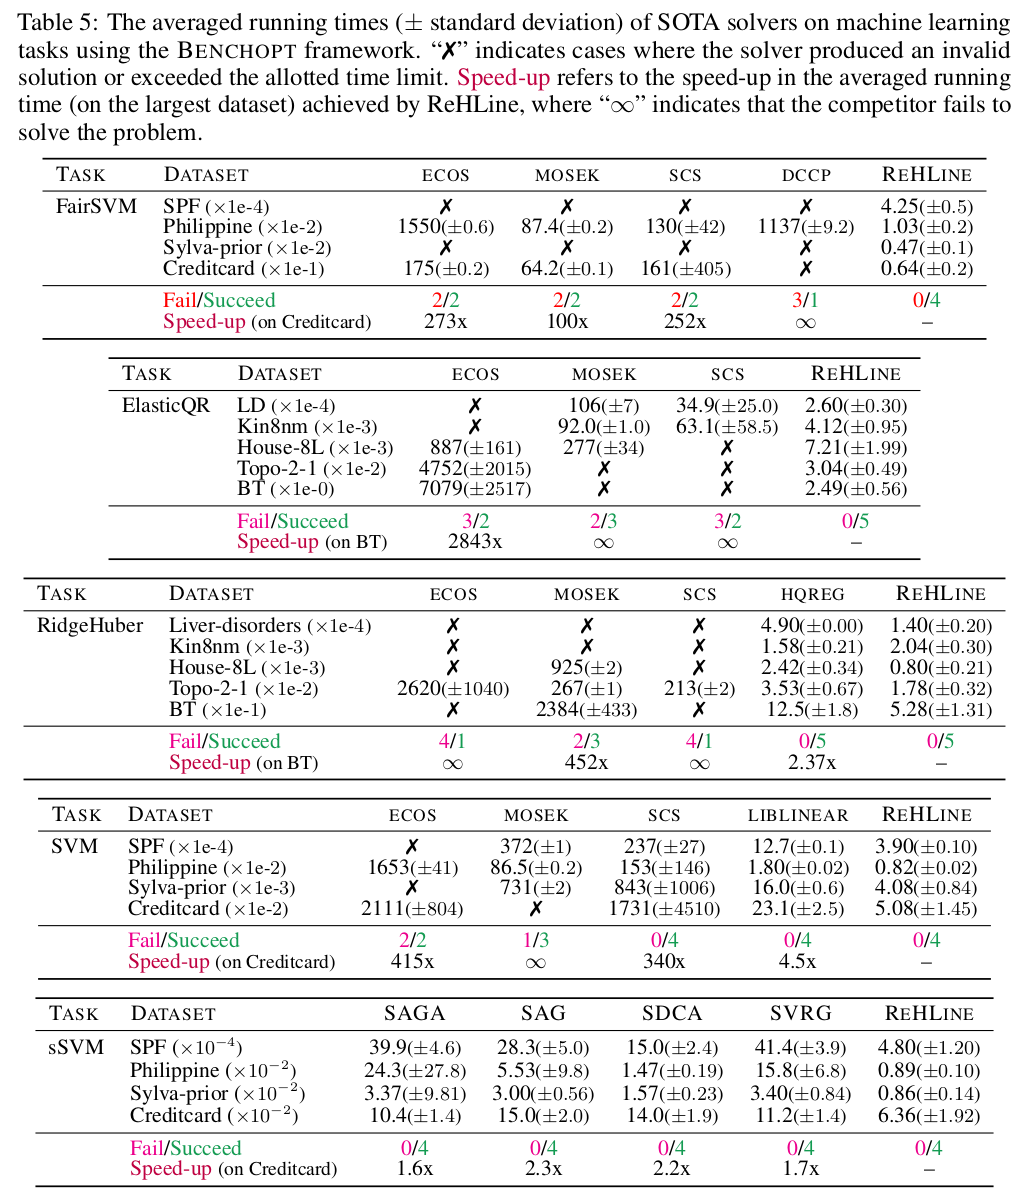 Table 5: The averaged running times (± standard deviation) of SOTA solvers on machine learning
tasks using the BENCHOPT framework. “✗” indicates cases where the solver produced an invalid
solution or exceeded the allotted time limit. Speed-up refers to the speed-up in the averaged running
time (on the largest dataset) achieved by ReHLine, where “∞” indicates that the competitor fails to
solve the problem.
TASK DATASET ECOS MOSEK SCS DCCP REHLINE
FairSVM SPF (×1e-4) ✗ ✗ ✗ ✗ 4.25(±0.5)
Philippine (×1e-2) 1550(±0.6) 87.4(±0.2) 130(±42) 1137(±9.2) 1.03(±0.2)
Sylva-prior (×1e-2) ✗ ✗ ✗ ✗ 0.47(±0.1)
Creditcard (×1e-1) 175(±0.2) 64.2(±0.1) 161(±405) ✗ 0.64(±0.2)
Fail/Succeed 2/2 2/2 2/2 3/1 0/4
Speed-up (on Creditcard) 273x 100x 252x ∞ –
TASK DATASET ECOS MOSEK SCS REHLINE
ElasticQR LD (×1e-4) ✗ 106(±7) 34.9(±25.0) 2.60(±0.30)
Kin8nm (×1e-3) ✗ 92.0(±1.0) 63.1(±58.5) 4.12(±0.95)
House-8L (×1e-3) 887(±161) 277(±34) ✗ 7.21(±1.99)
Topo-2-1 (×1e-2) 4752(±2015) ✗ ✗ 3.04(±0.49)
BT (×1e-0) 7079(±2517) ✗ ✗ 2.49(±0.56)
Fail/Succeed 3/2 2/3 3/2 0/5
Speed-up (on BT) 2843x ∞ ∞ –
TASK DATASET ECOS MOSEK SCS HQREG REHLINE
RidgeHuber Liver-disorders (×1e-4) ✗ ✗ ✗ 4.90(±0.00) 1.40(±0.20)
Kin8nm (×1e-3) ✗ ✗ ✗ 1.58(±0.21) 2.04(±0.30)
House-8L (×1e-3) ✗ 925(±2) ✗ 2.42(±0.34) 0.80(±0.21)
Topo-2-1 (×1e-2) 2620(±1040) 267(±1) 213(±2) 3.53(±0.67) 1.78(±0.32)
BT (×1e-1) ✗ 2384(±433) ✗ 12.5(±1.8) 5.28(±1.31)
Fail/Succeed 4/1 2/3 4/1 0/5 0/5
Speed-up (on BT) ∞ 452x ∞ 2.37x –
TASK DATASET ECOS MOSEK SCS LIBLINEAR REHLINE
SVM SPF (×1e-4) ✗ 372(±1) 237(±27) 12.7(±0.1) 3.90(±0.10)
Philippine (×1e-2) 1653(±41) 86.5(±0.2) 153(±146) 1.80(±0.02) 0.82(±0.02)
Sylva-prior (×1e-3) ✗ 731(±2) 843(±1006) 16.0(±0.6) 4.08(±0.84)
Creditcard (×1e-2) 2111(±804) ✗ 1731(±4510) 23.1(±2.5) 5.08(±1.45)
Fail/Succeed 2/2 1/3 0/4 0/4 0/4
Speed-up (on Creditcard) 415x ∞ 340x 4.5x –
TASK DATASET SAGA SAG SDCA SVRG REHLINE
sSVM SPF (×10⁻⁴) 39.9(±4.6) 28.3(±5.0) 15.0(±2.4) 41.4(±3.9) 4.80(±1.20)
Philippine (×10⁻²) 24.3(±27.8) 5.53(±9.8) 1.47(±0.19) 15.8(±6.8) 0.89(±0.10)
Sylva-prior (×10⁻²) 3.37(±9.81) 3.00(±0.56) 1.57(±0.23) 3.40(±0.84) 0.86(±0.14)
Creditcard (×10⁻²) 10.4(±1.4) 15.0(±2.0) 14.0(±1.9) 11.2(±1.4) 6.36(±1.92)
Fail/Succeed 0/4 0/4 0/4 0/4 0/4
Speed-up (on Creditcard) 1.6x 2.3x 2.2x 1.7x –